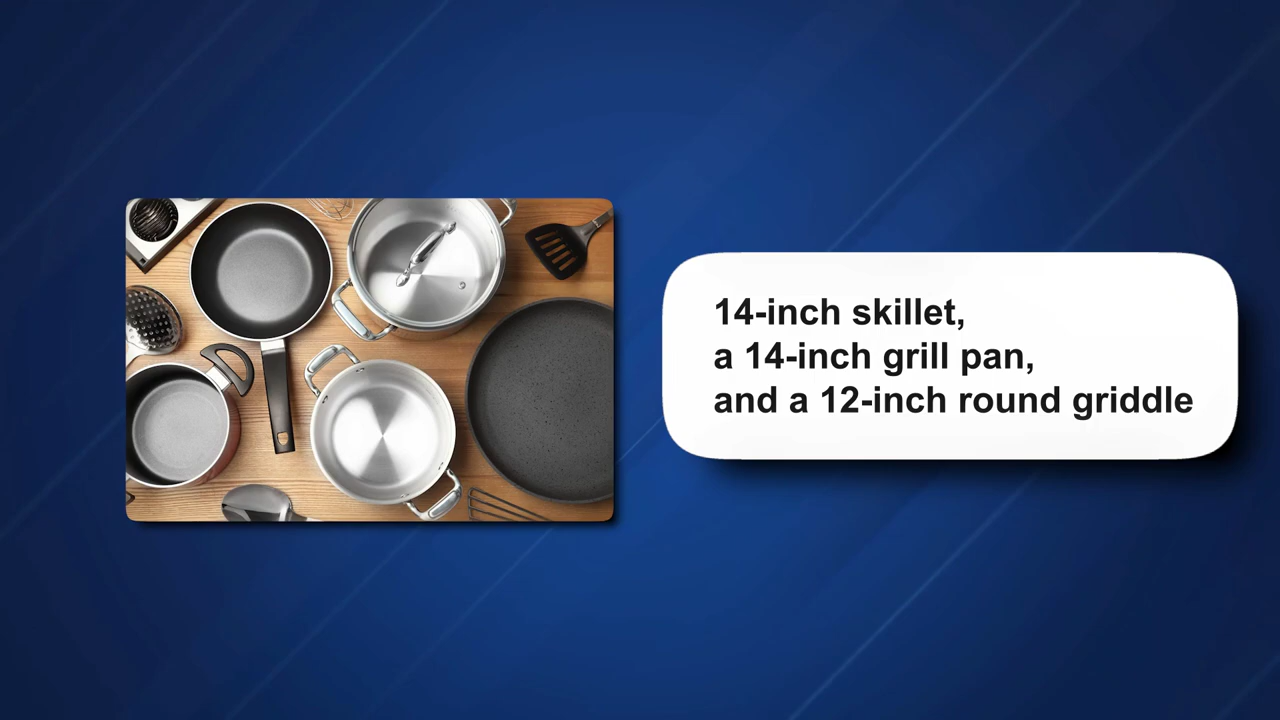 14-inch skillet,
a 14-inch grill pan,
and a 12-inch round griddle